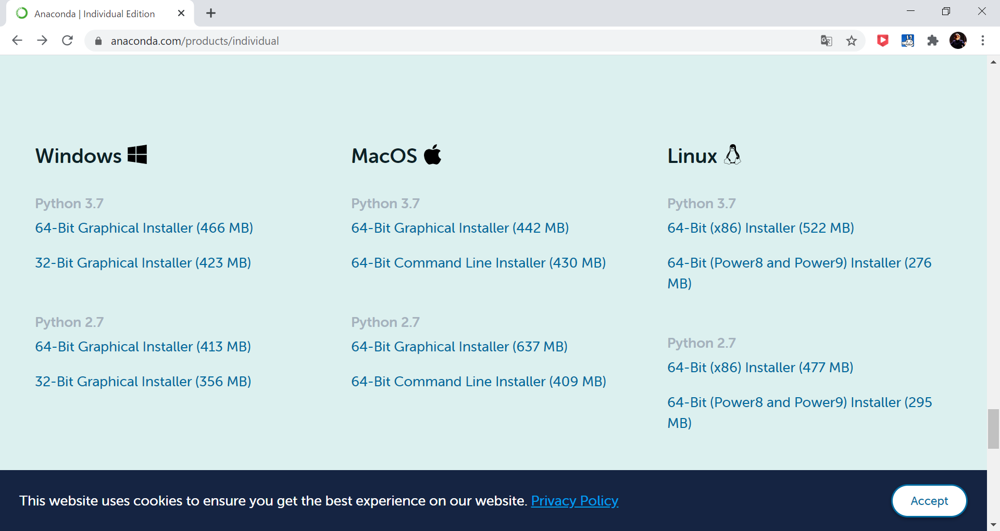 Anaconda | Individual Edition
anaconda.com/products/individual
Windows
Python 3.7
64-Bit Graphical Installer (466 MB)
32-Bit Graphical Installer (423 MB)
Python 2.7
64-Bit Graphical Installer (413 MB)
32-Bit Graphical Installer (356 MB)
MacOS
Python 3.7
64-Bit Graphical Installer (442 MB)
64-Bit Command Line Installer (430 MB)
Python 2.7
64-Bit Graphical Installer (637 MB)
64-Bit Command Line Installer (409 MB)
Linux
Python 3.7
64-Bit (x86) Installer (522 MB)
64-Bit (Power8 and Power9) Installer (276
MB)
Python 2.7
64-Bit (x86) Installer (477 MB)
64-Bit (Power8 and Power9) Installer (295
MB)
This website uses cookies to ensure you get the best experience on our website. Privacy Policy
Accept